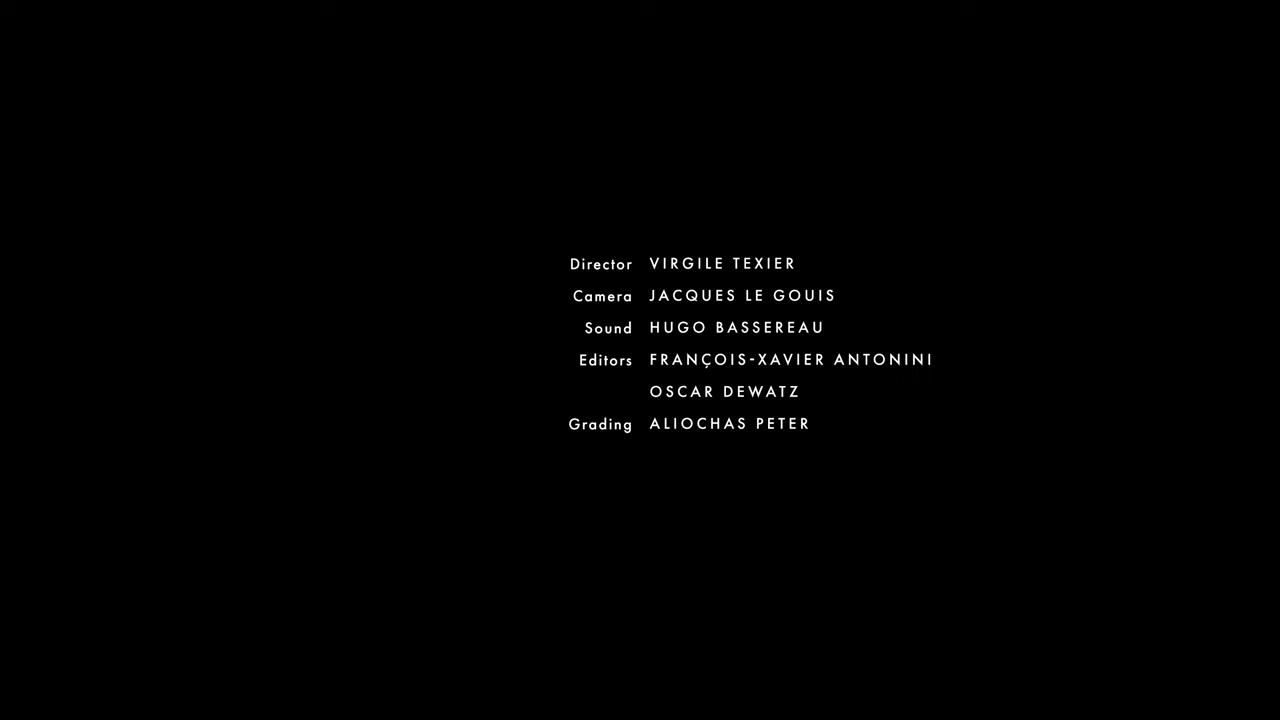 Director VIRGILE TEXIER
Camera JACQUES LE GOUIS
Sound HUGO BASSEREAU
Editors FRANÇOIS-XAVIER ANTONINI
OSCAR DEWATZ
Grading ALIOCHAS PETER